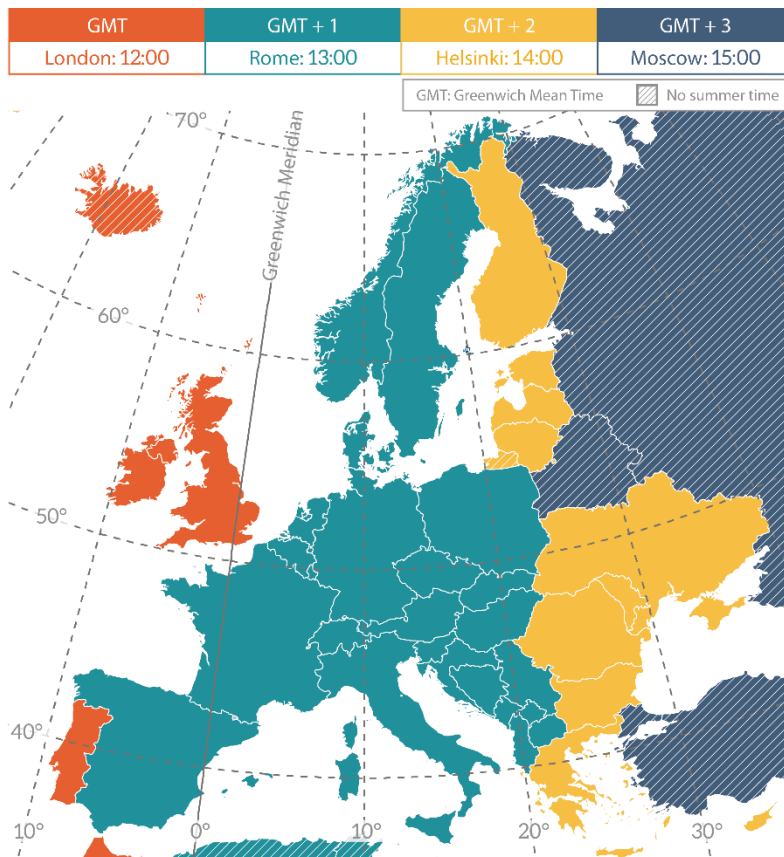 GMT GMT + 1 GMT + 2 GMT + 3
London: 12:00 Rome: 13:00 Helsinki: 14:00 Moscow: 15:00
GMT: Greenwich Mean Time No summer time
70°
Greenwich Meridian
60°
50°
40°
10° 0° 10° 20° 30°